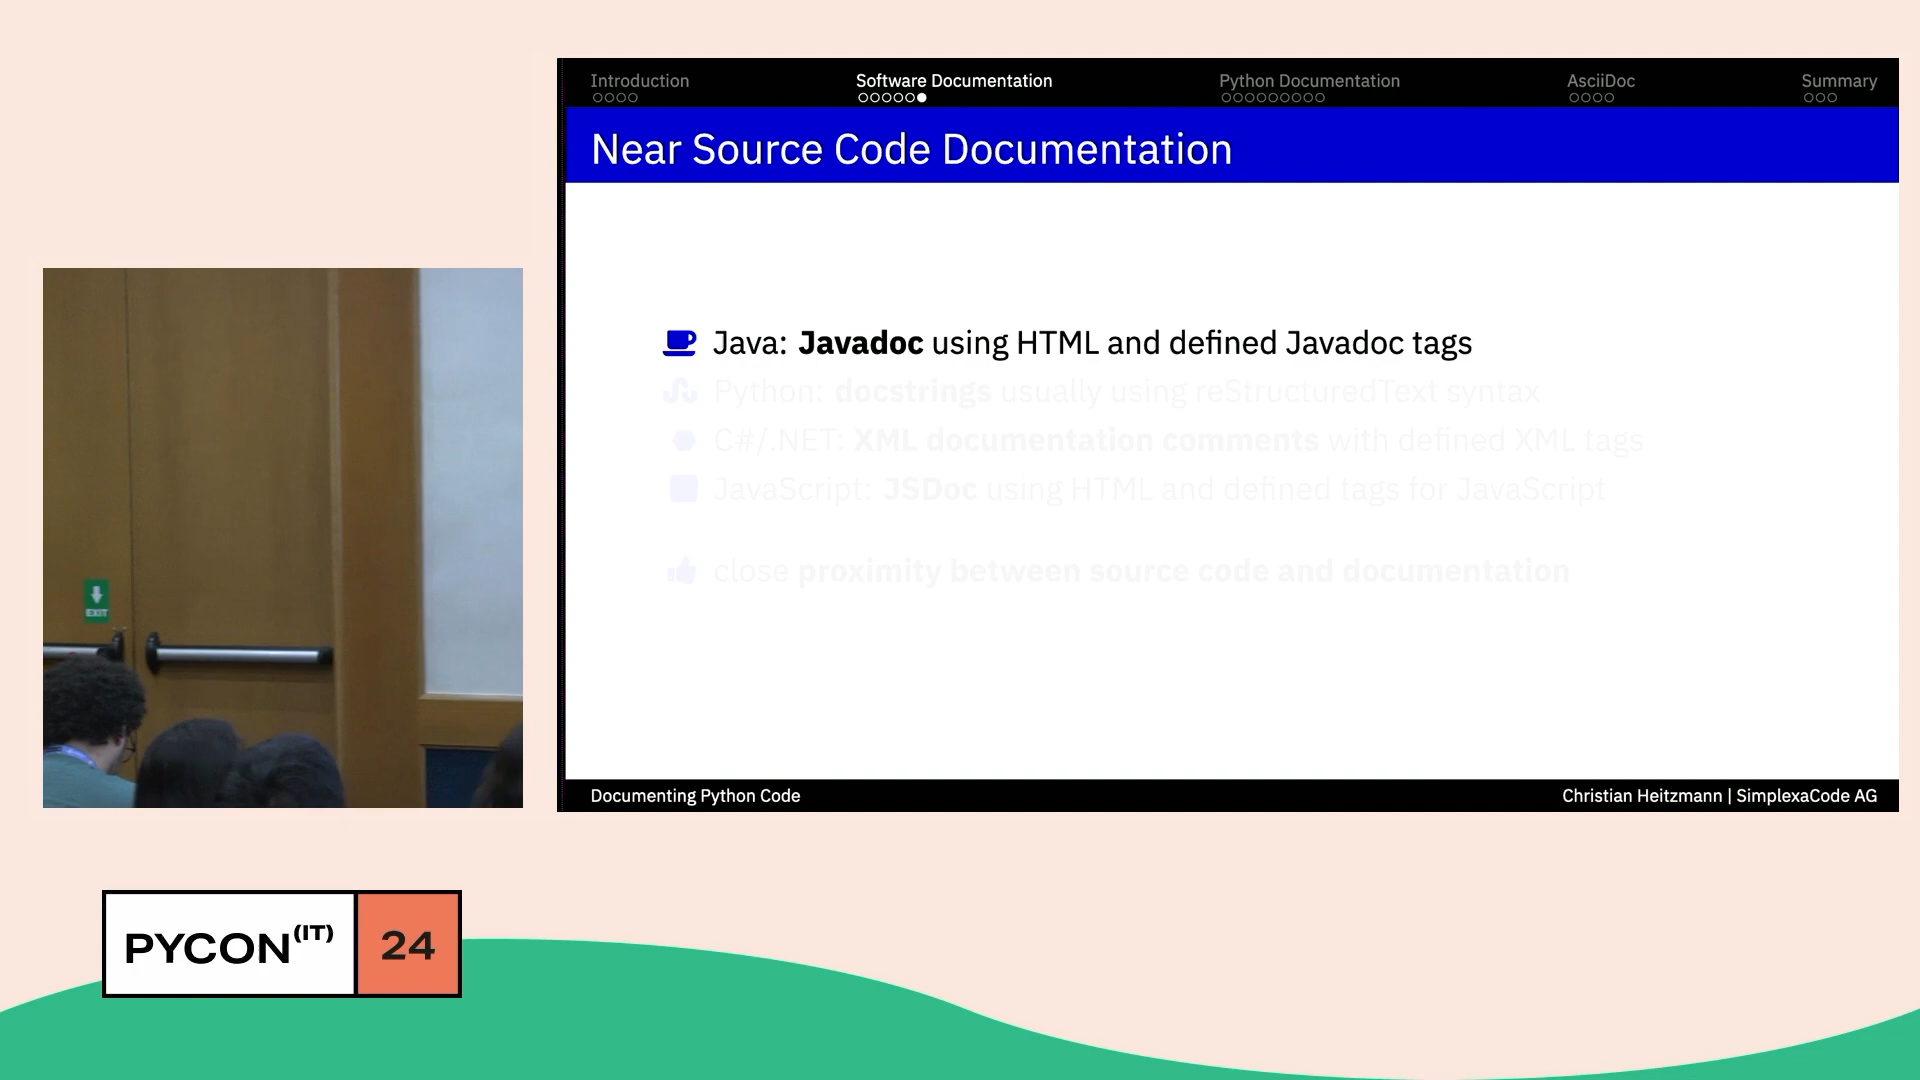 Introduction
Software Documentation
Python Documentation
AsciiDoc
Summary
Near Source Code Documentation
Java: Javadoc using HTML and defined Javadoc tags
Python: docstrings usually using reStructuredText syntax
C#/.NET: XML documentation comments with defined XML tags
JavaScript: JSDoc using HTML and defined tags for JavaScript
close proximity between source code and documentation
Documenting Python Code
Christian Heitzmann | SimplexaCode AG
EXIT
PYCON(IT) 24